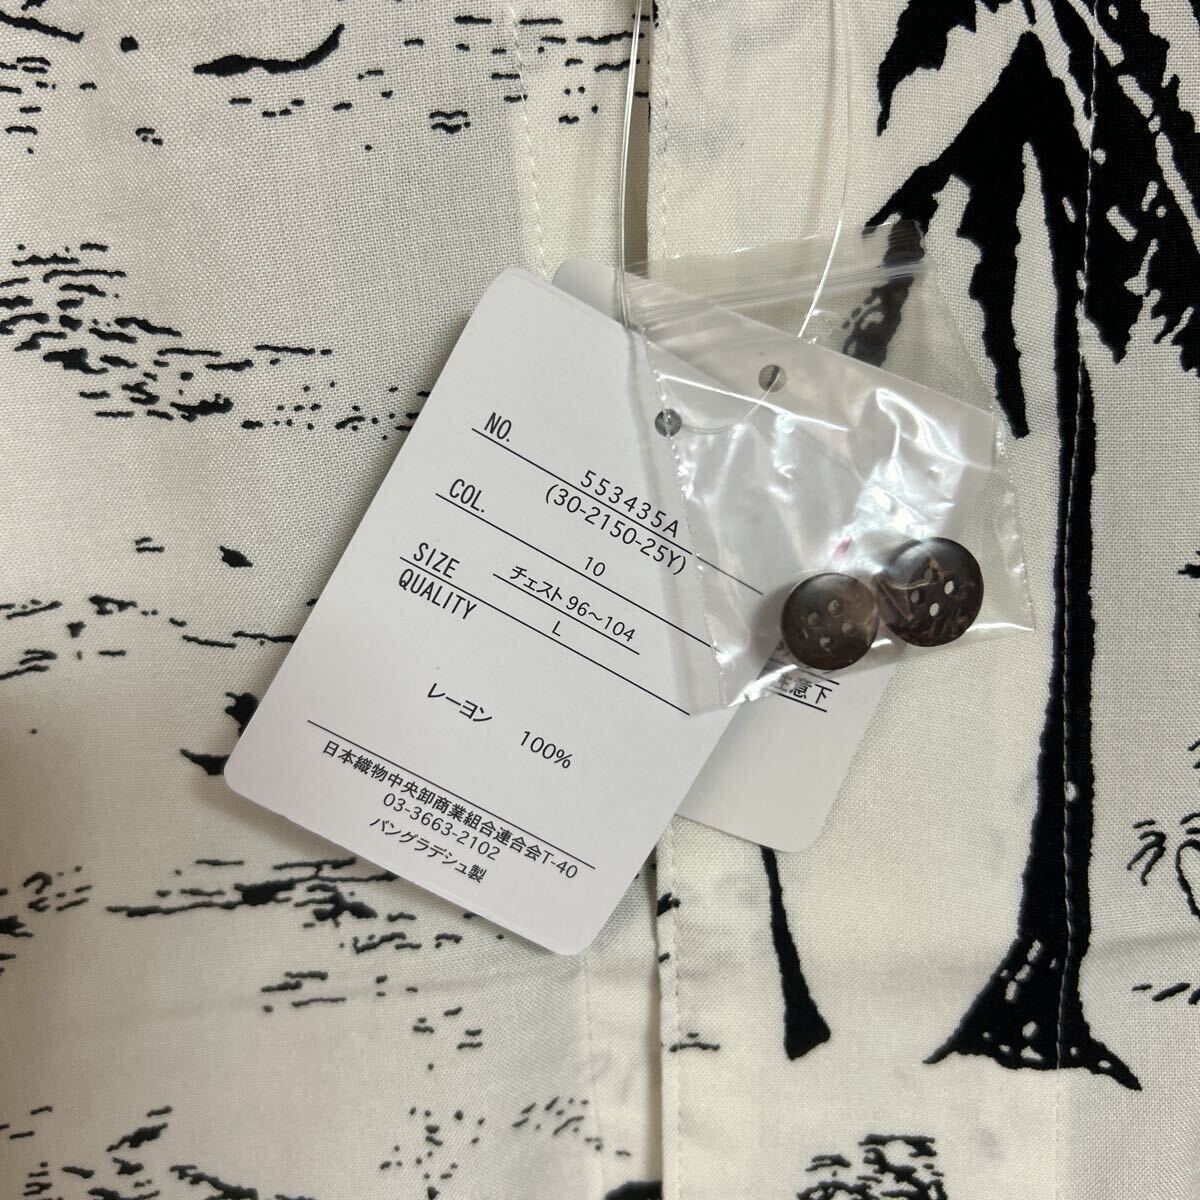 NO.
553435A
(30-2150-25Y)
COL.
10
SIZE
チェスト 96～104
QUALITY
L
レーヨン 100%
日本織物中央卸商業組合連合会T-40
03-3663-2102
バングラデシュ製
意下